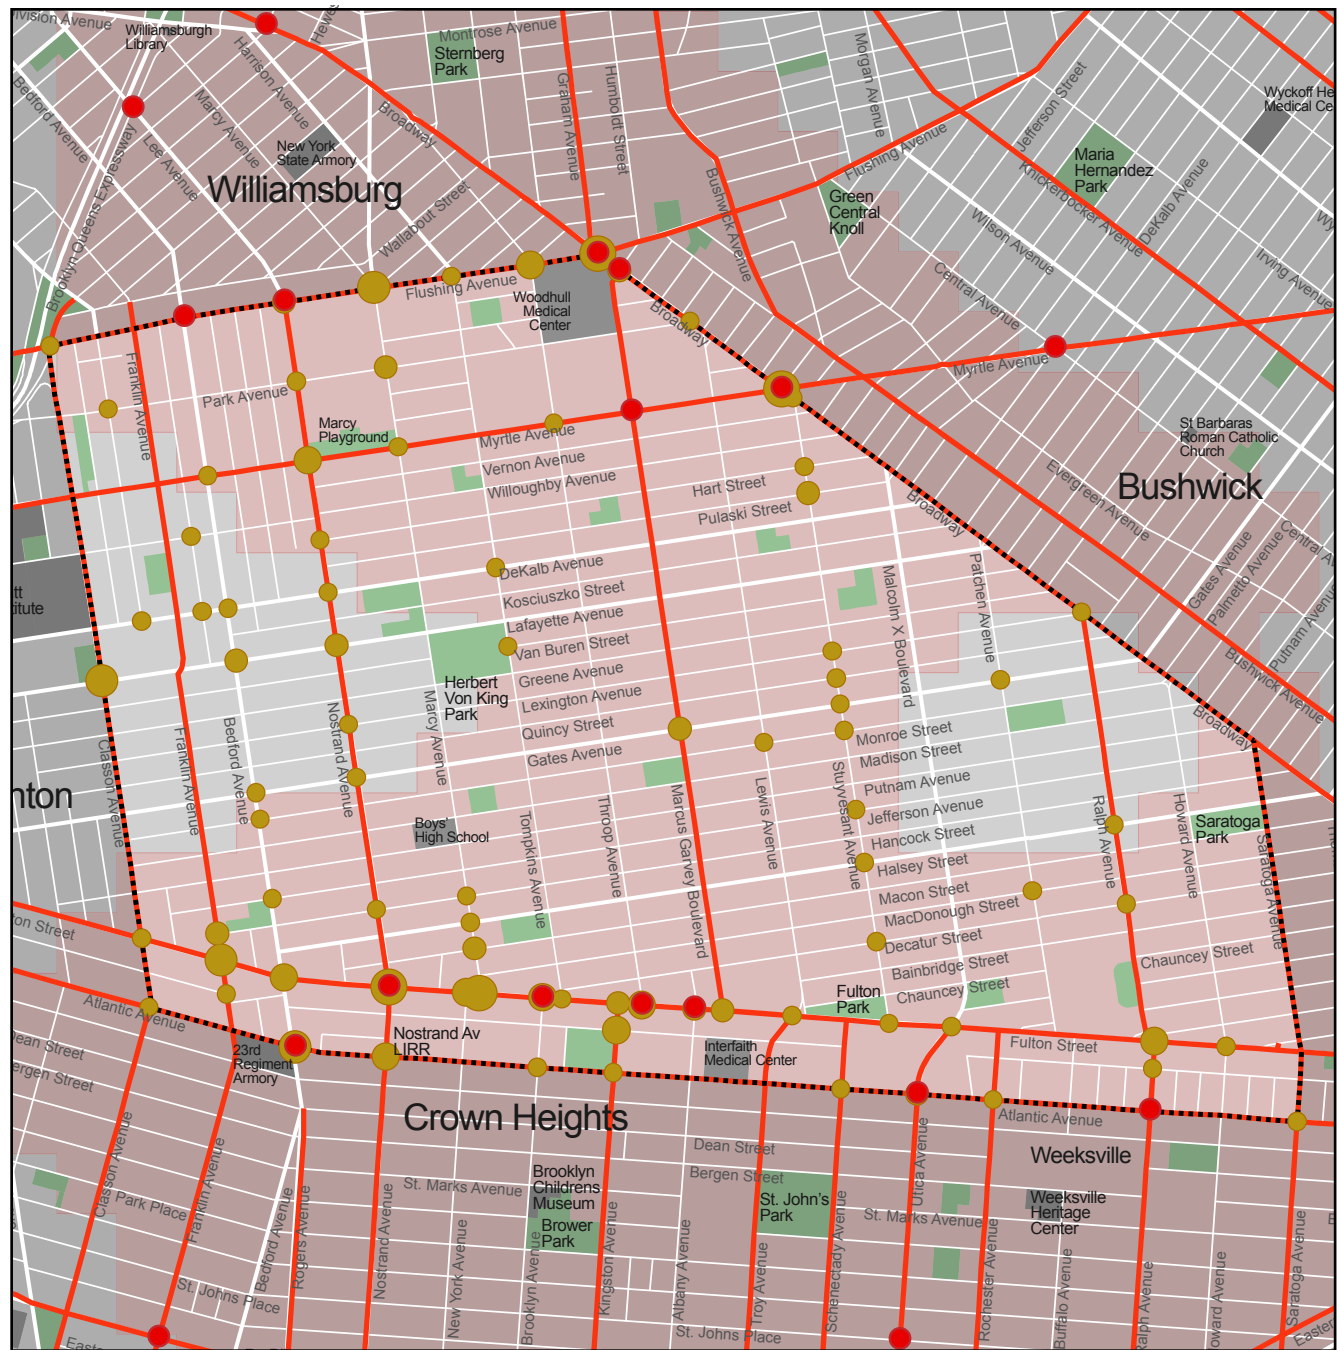 ivision Avenue
Williamsburgh
Library
Harrison Avenue
Hewe
Montrose Avenue
Sternberg
Park
Graham Avenue
Humboldt Street
Morgan Avenue
Jefferson Street
Wyckoff He
Medical Ce
Bedford Avenue
Marcy Avenue
Lee Avenue
Broadway
New York
State Armory
Williamsburg
Wallabout Street
Brooklyn Queens Expressway
Bushwick Avenue
Flushing Avenue
Green
Central
Knoll
Maria
Hernandez
Park
Knickerbocker Avenue
DeKalb Avenue
Wilson Avenue
Central Avenue
Irving Avenue
Wy
Flushing Avenue
Woodhull
Medical
Center
Broadway
Myrtle Avenue
Franklin Avenue
Park Avenue
Marcy
Playground
Myrtle Avenue
Vernon Avenue
Willoughby Avenue
Hart Street
Pulaski Street
Broadway
St Barbaras
Roman Catholic
Church
Bushwick
Evergreen Avenue
Central A
Gates Avenue
Palmetto Avenue
Putnam Avenue
tt
itute
DeKalb Avenue
Kosciuszko Street
Lafayette Avenue
Van Buren Street
Greene Avenue
Lexington Avenue
Quincy Street
Gates Avenue
Herbert
Von King
Park
Marcy Avenue
Malcolm X Boulevard
Patchen Avenue
Bushwick Avenue
Broadway
nton
Classon Avenue
Franklin Avenue
Bedford Avenue
Nostrand Avenue
Boys'
High School
Tompkins Avenue
Throop Avenue
Marcus Garvey Boulevard
Lewis Avenue
Stuyvesant Avenue
Monroe Street
Madison Street
Putnam Avenue
Jefferson Avenue
Hancock Street
Halsey Street
Macon Street
MacDonough Street
Decatur Street
Bainbridge Street
Chauncey Street
Ralph Avenue
Howard Avenue
Saratoga
Park
Saratoga Avenue
Chauncey Street
ton Street
Atlantic Avenue
Fulton
Park
Fulton Street
23rd
Regiment
Armory
Nostrand Av
LIRR
Interfaith
Medical Center
Dean Street
ergen Street
Crown Heights
Atlantic Avenue
Dean Street
Bergen Street
Weeksville
Classon Avenue
Park Place
Franklin Avenue
Bedford Avenue
Rogers Avenue
Nostrand Avenue
St. Marks Avenue
New York Avenue
Brooklyn
Childrens
Museum
Brower
Park
Brooklyn Avenue
Kingston Avenue
Albany Avenue
Troy Avenue
St. John's
Park
Schenectady Avenue
St. Marks Avenue
Utica Avenue
Rochester Avenue
Weeksville
Heritage
Center
Buffalo Avenue
Ralph Avenue
oward Avenue
Saratoga Avenue
St. Johns Place
St. Johns Place
Easte
Eastern